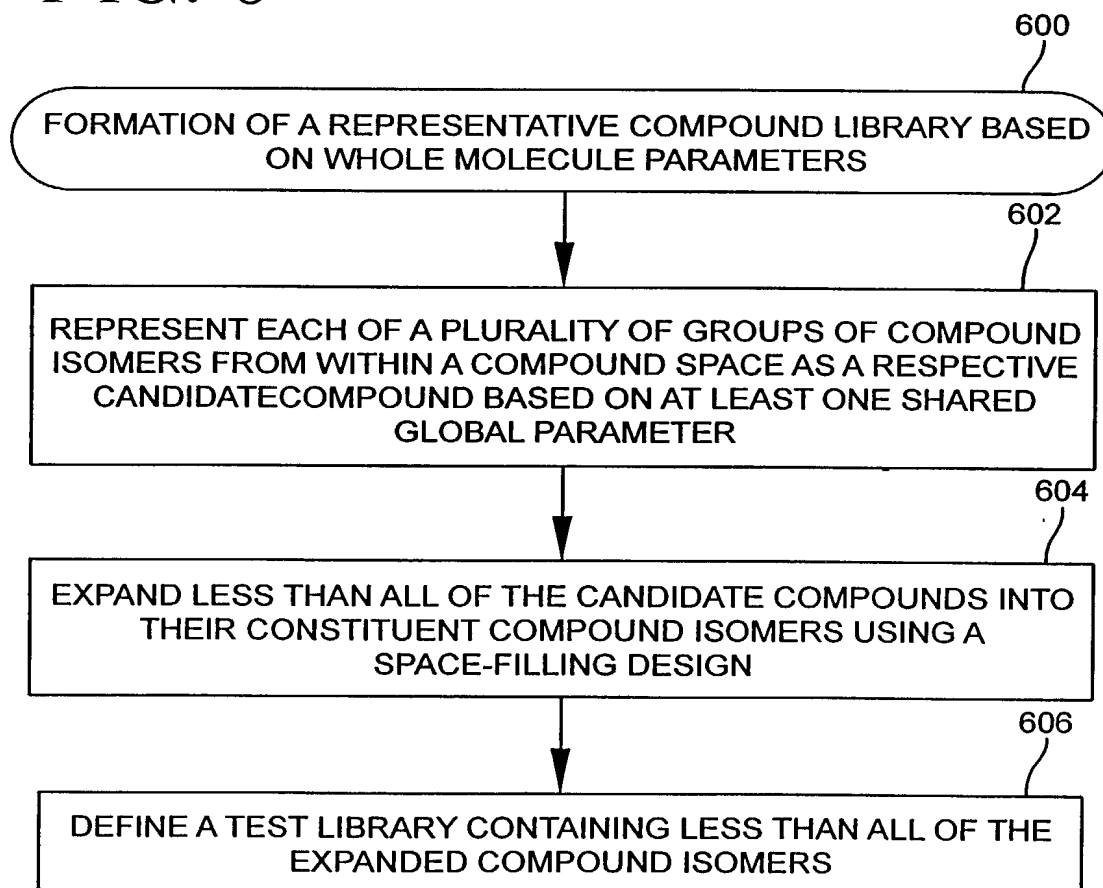 600
FORMATION OF A REPRESENTATIVE COMPOUND LIBRARY BASED
ON WHOLE MOLECULE PARAMETERS
602
REPRESENT EACH OF A PLURALITY OF GROUPS OF COMPOUND
ISOMERS FROM WITHIN A COMPOUND SPACE AS A RESPECTIVE
CANDIDATECOMPOUND BASED ON AT LEAST ONE SHARED
GLOBAL PARAMETER
604
EXPAND LESS THAN ALL OF THE CANDIDATE COMPOUNDS INTO
THEIR CONSTITUENT COMPOUND ISOMERS USING A
SPACE-FILLING DESIGN
606
DEFINE A TEST LIBRARY CONTAINING LESS THAN ALL OF THE
EXPANDED COMPOUND ISOMERS